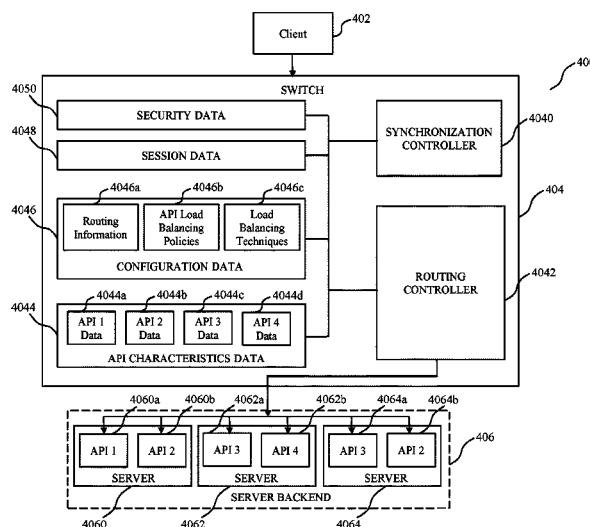 Client
402
40
SWITCH
4050
SECURITY DATA
4048
SESSION DATA
SYNCHRONIZATION
CONTROLLER
4040
4046a
4046b
4046c
4046
Routing
Information
API Load
Balancing
Policies
Load
Balancing
Techniques
CONFIGURATION DATA
404
ROUTING
CONTROLLER
4042
4044a
4044b
4044c
4044d
4044
API 1
Data
API 2
Data
API 3
Data
API 4
Data
API CHARACTERISTICS DATA
4060a
4060b
4062a
4062b
4064a
4064b
406
API 1
API 2
API 3
API 4
API 3
API 2
SERVER
SERVER
SERVER
SERVER BACKEND
4060
4062
4064